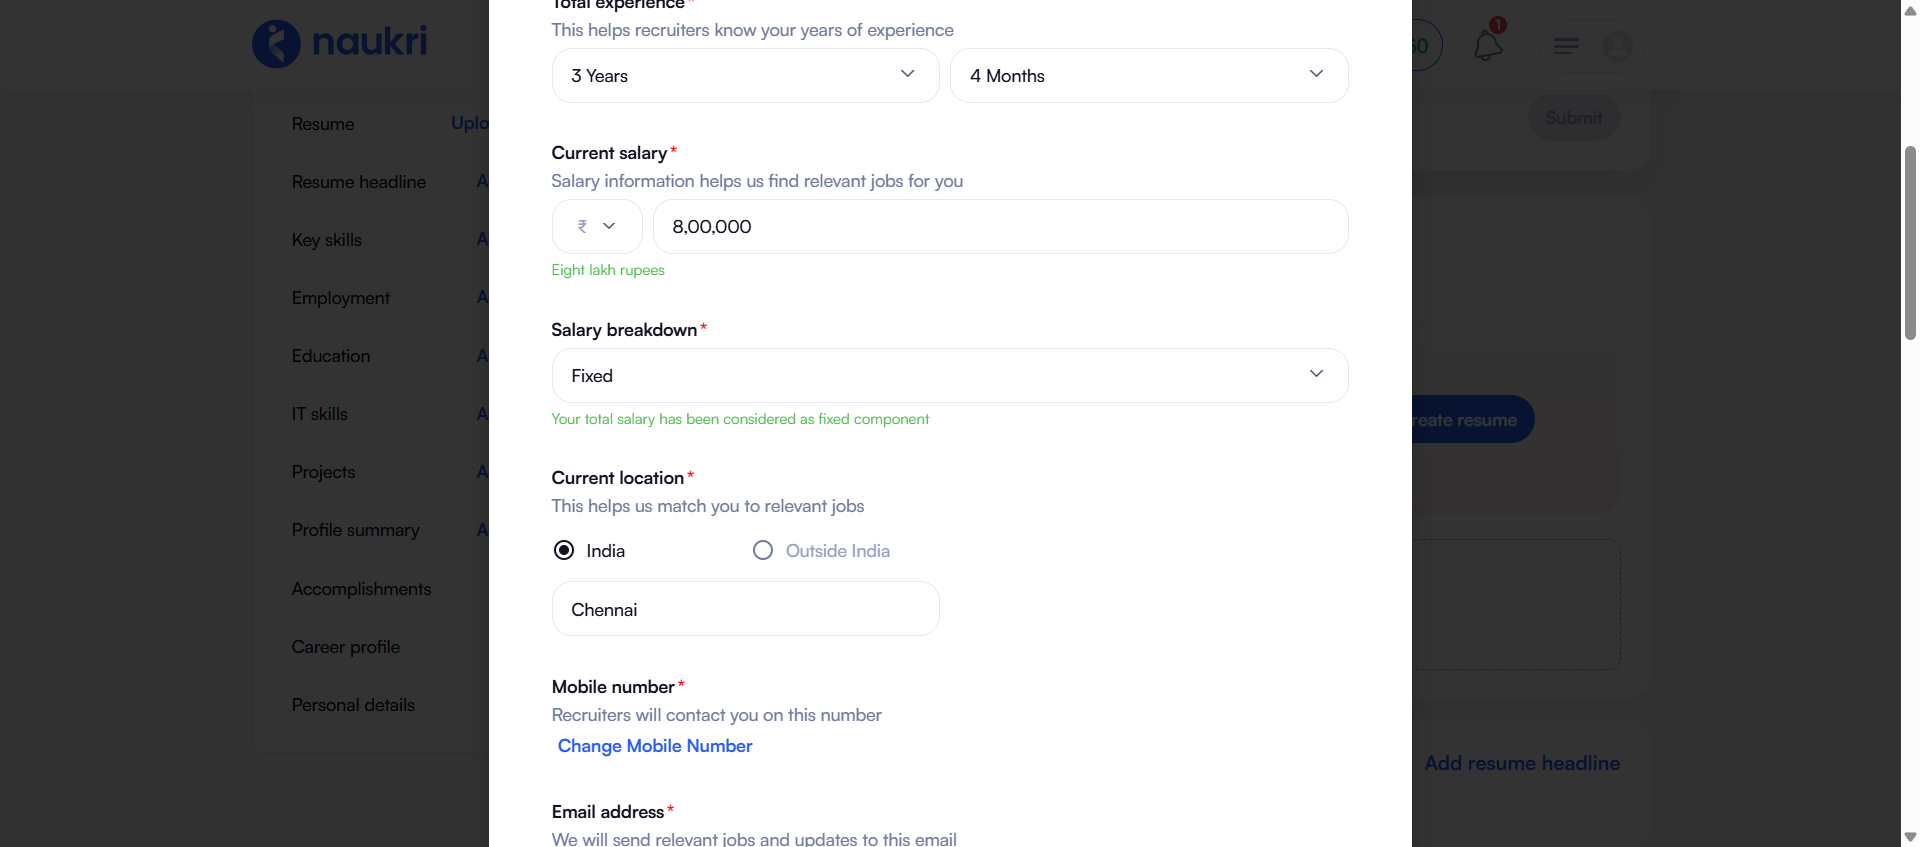 naukri
Resume
Uplo
Resume headline
Key skills
Employment
Education
IT skills
Projects
Profile summary
Accomplishments
Career profile
Personal details
Total experience*
This helps recruiters know your years of experience
3 Years
4 Months
Current salary*
Salary information helps us find relevant jobs for you
₹
8,00,000
Eight lakh rupees
Salary breakdown*
Fixed
Your total salary has been considered as fixed component
Current location*
This helps us match you to relevant jobs
India
Outside India
Chennai
Mobile number*
Recruiters will contact you on this number
Change Mobile Number
Email address*
We will send relevant jobs and updates to this email
1
Submit
reate resume
Add resume headline